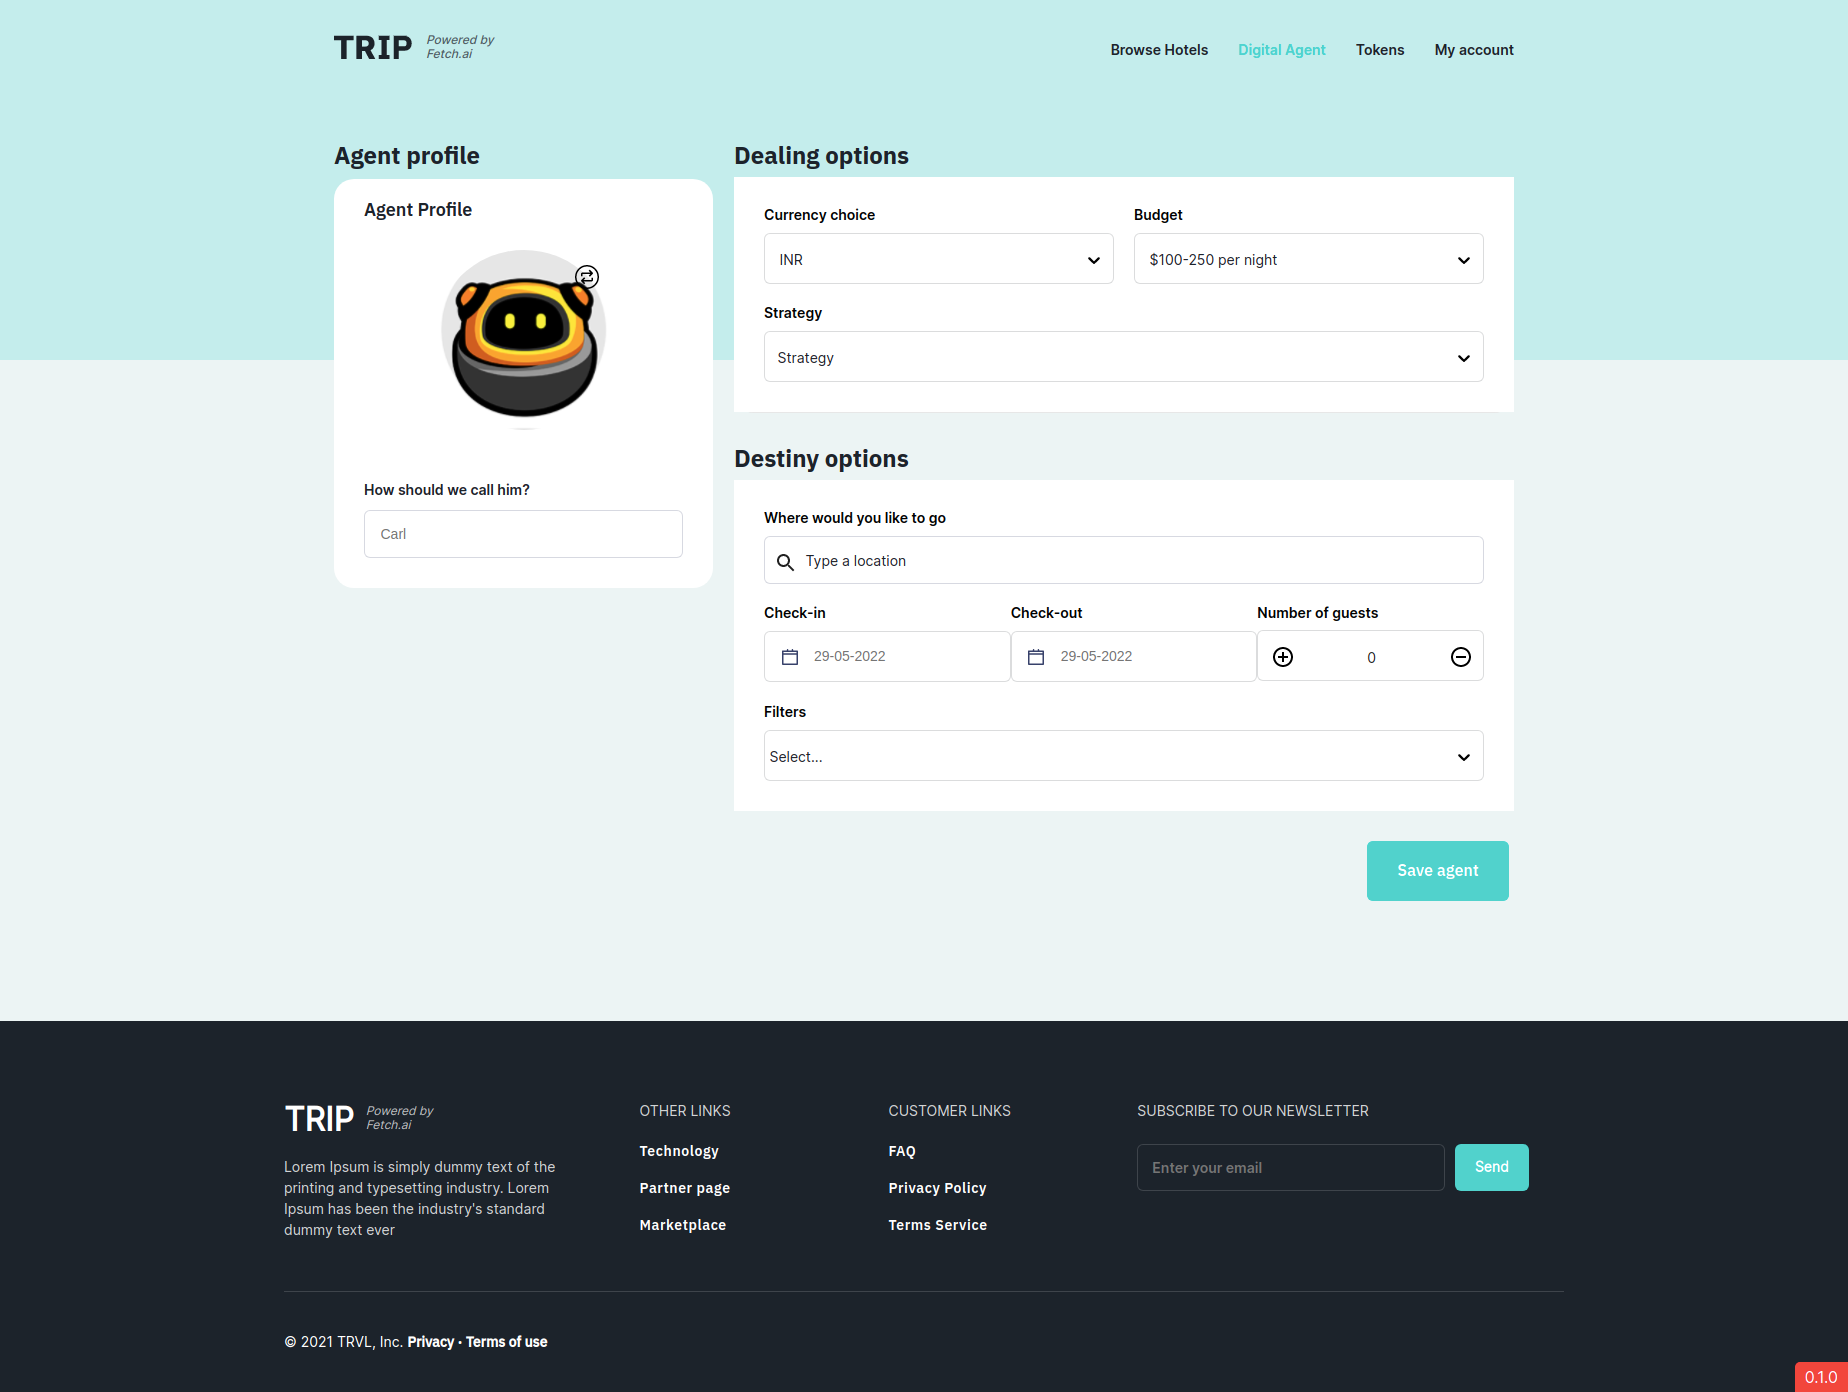 TRIP
Powered by
Fetch.ai
Browse Hotels
Digital Agent
Tokens
My account
Agent profile
Agent Profile
How should we call him?
Carl
Dealing options
Currency choice
Budget
INR
$100-250 per night
Strategy
Strategy
Destiny options
Where would you like to go
Type a location
Check-in
Check-out
Number of guests
29-05-2022
29-05-2022
0
Filters
Select...
Save agent
TRIP
Powered by
Fetch.ai
Lorem Ipsum is simply dummy text of the
printing and typesetting industry. Lorem
Ipsum has been the industry's standard
dummy text ever
OTHER LINKS
Technology
Partner page
Marketplace
CUSTOMER LINKS
FAQ
Privacy Policy
Terms Service
SUBSCRIBE TO OUR NEWSLETTER
Enter your email
Send
© 2021 TRVL, Inc. Privacy • Terms of use
0.1.0